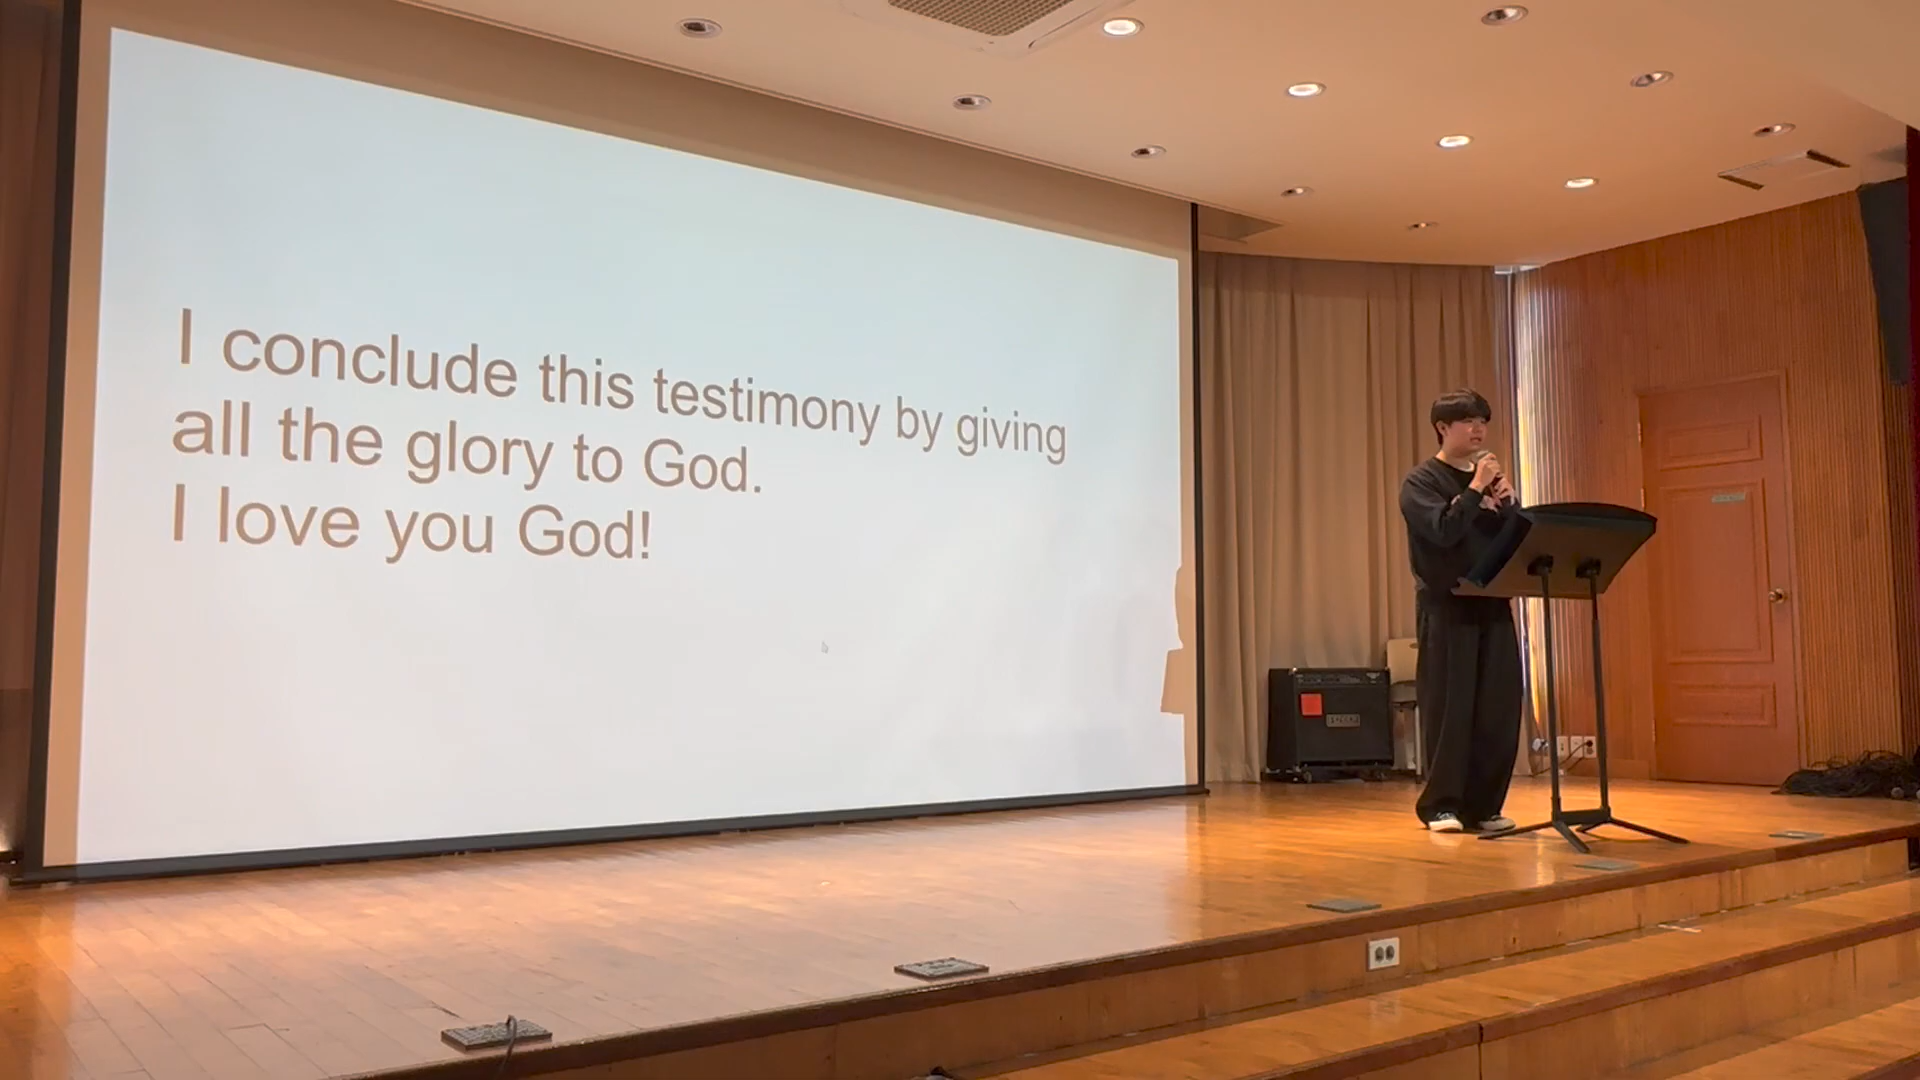 I conclude this testimony by giving
all the glory to God.
I love you God!